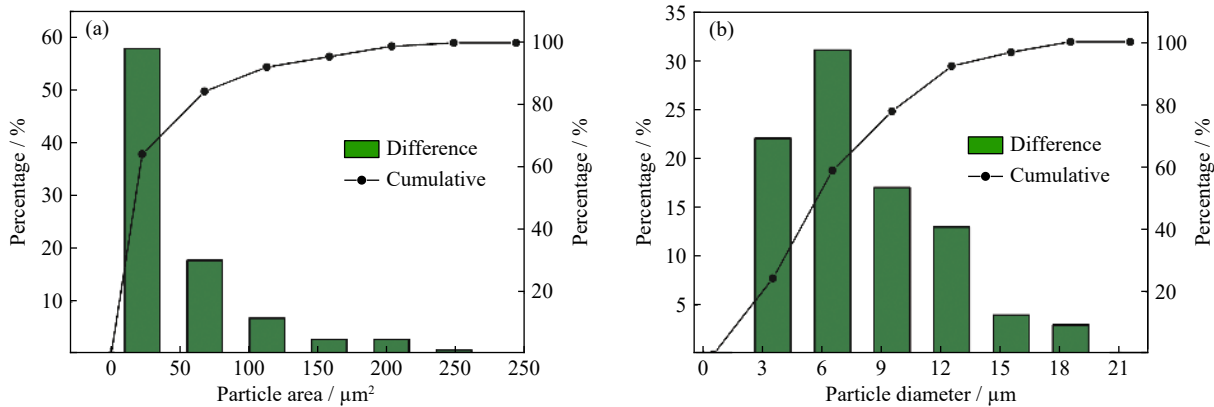 (a)
Percentage / %
60
50
40
30
20
10
100
80
60
40
20
Percentage / %
Difference
Cumulative
0 50 100 150 200 250 250
Particle area / µm²
(b)
Percentage / %
35
30
25
20
15
10
5
100
80
60
40
20
Percentage / %
Difference
Cumulative
0 3 6 9 12 15 18 21
Particle diameter / µm